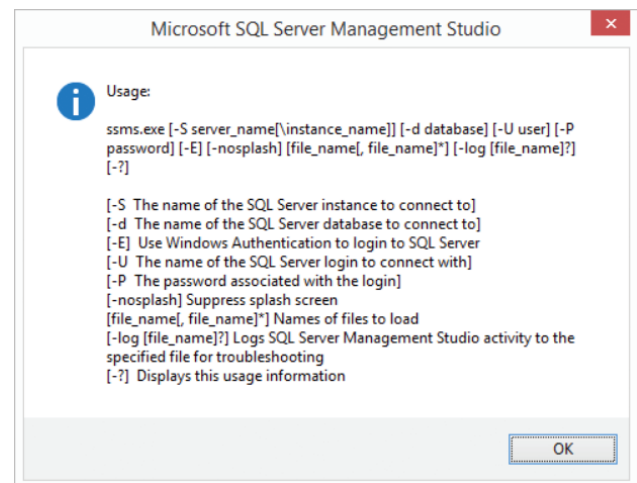 Microsoft SQL Server Management Studio
Usage:
ssms.exe [-S server_name[\instance_name]] [-d database] [-U user] [-P
password] [-E] [-nosplash] [file_name[, file_name]*] [-log [file_name]?]
[-?]
[-S  The name of the SQL Server instance to connect to]
[-d  The name of the SQL Server database to connect to]
[-E]  Use Windows Authentication to login to SQL Server
[-U  The name of the SQL Server login to connect with]
[-P  The password associated with the login]
[-nosplash] Suppress splash screen
[file_name[, file_name]*] Names of files to load
[-log [file_name]?] Logs SQL Server Management Studio activity to the
specified file for troubleshooting
[-?]  Displays this usage information
OK